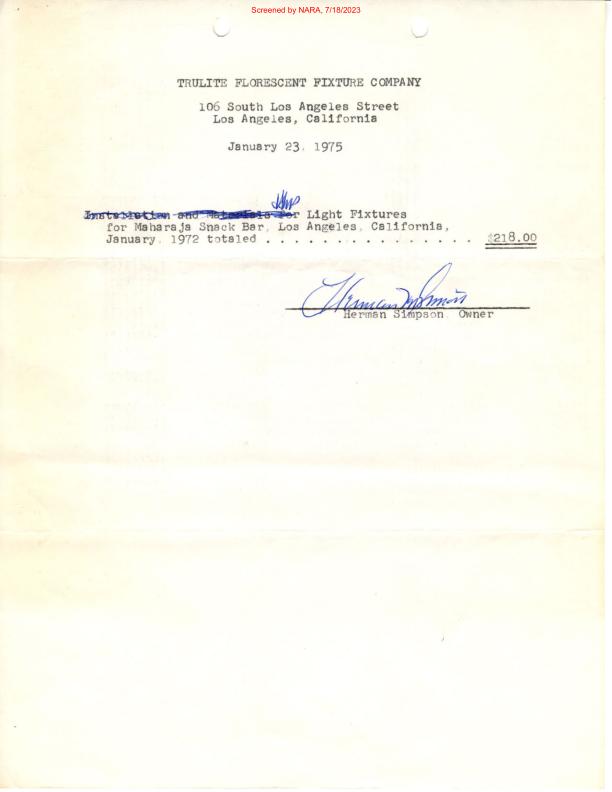 Screened by NARA, 7/18/2023
TRULITE FLORESCENT FIXTURE COMPANY
106 South Los Angeles Street
Los Angeles, California
January 23, 1975
Installation and Materials for Light Fixtures
for Maharaja Snack Bar, Los Angeles, California,
January, 1972 totaled . . . . . . . . . . . . . . . . $218.00
Herman Simpson
Herman Simpson, Owner